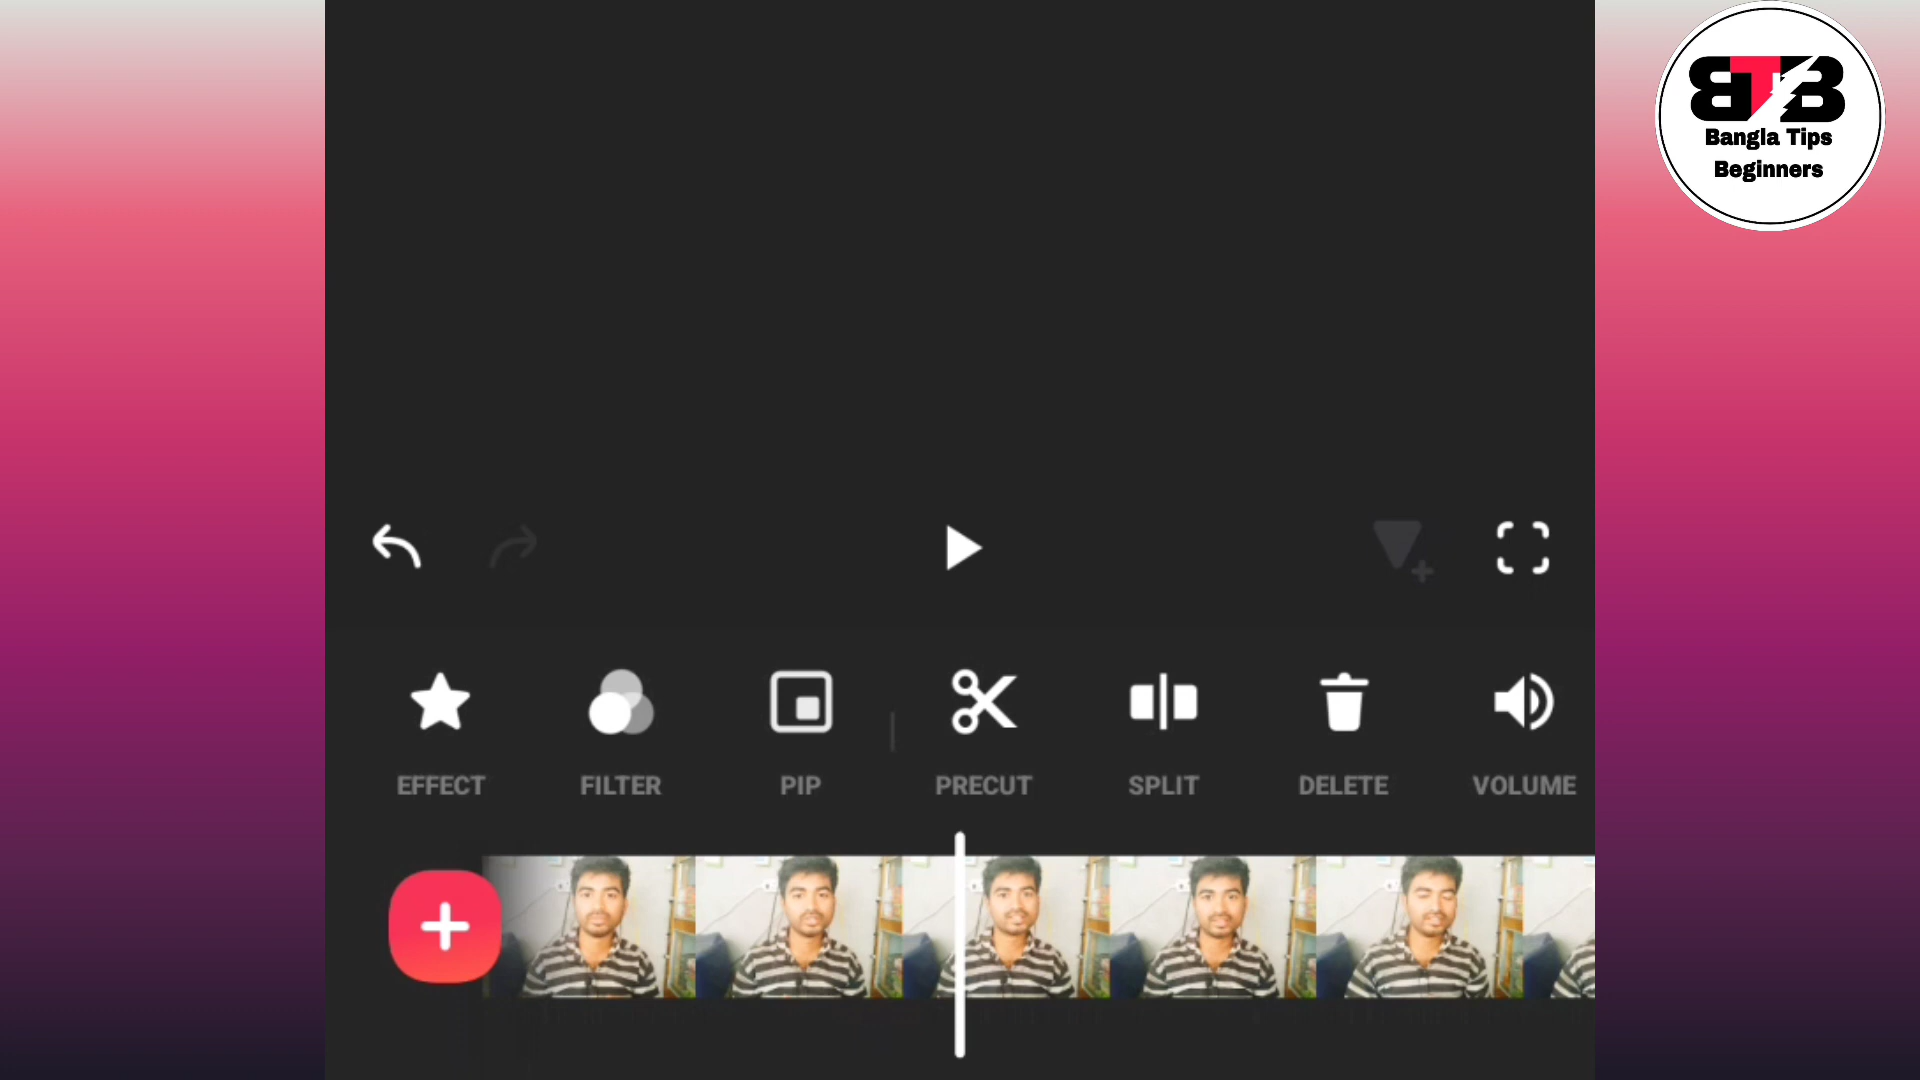 BTB
Bangla Tips
Beginners
EFFECT
FILTER
PIP
PRECUT
SPLIT
DELETE
VOLUME